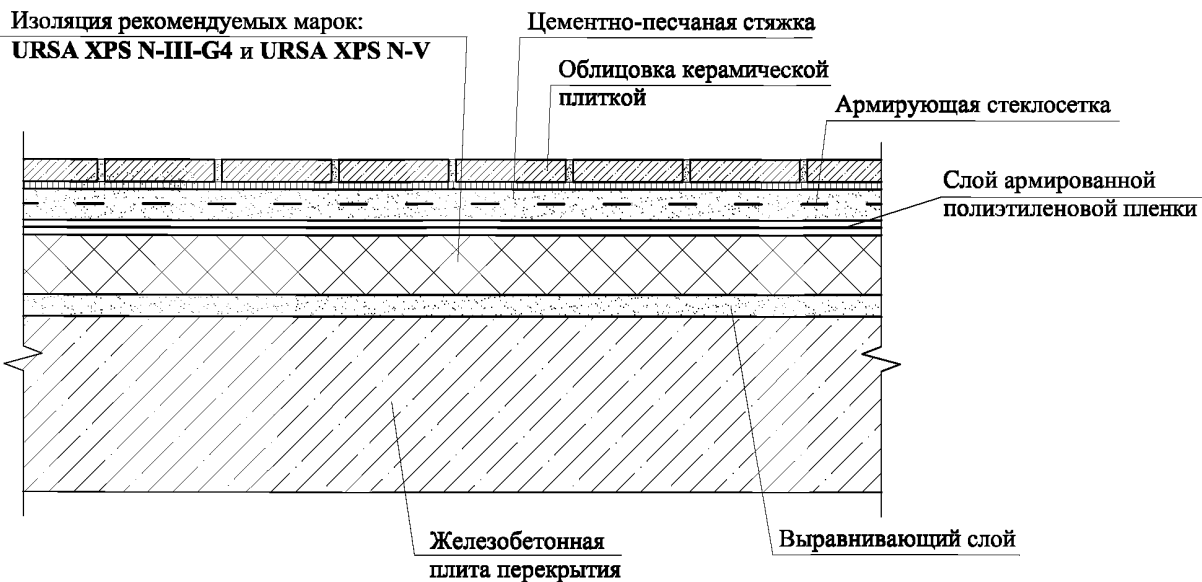 Изоляция рекомендуемых марок:
URSA XPS N-III-G4 и URSA XPS N-V
Цементно-песчаная стяжка
Облицовка керамической
плиткой
Армирующая стеклосетка
Слой армированной
полиэтиленовой пленки
Железобетонная
плита перекрытия
Выравнивающий слой